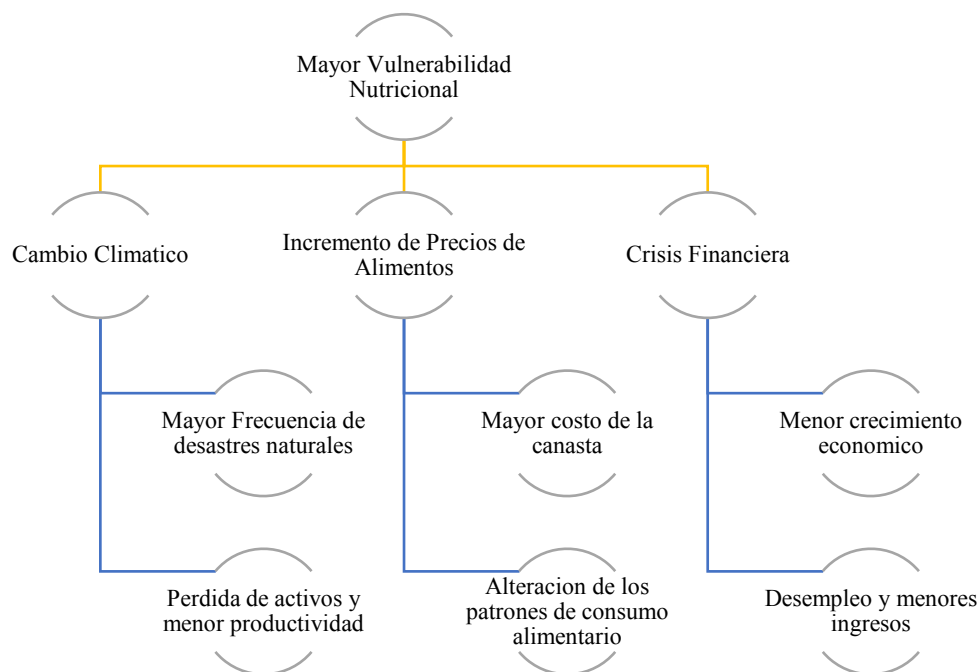 Mayor Vulnerabilidad
Nutricional
Cambio Climatico
Incremento de Precios de
Alimentos
Crisis Financiera
Mayor Frecuencia de
desastres naturales
Mayor costo de la
canasta
Menor crecimiento
economico
Perdida de activos y
menor productividad
Alteracion de los
patrones de consumo
alimentario
Desempleo y menores
ingresos